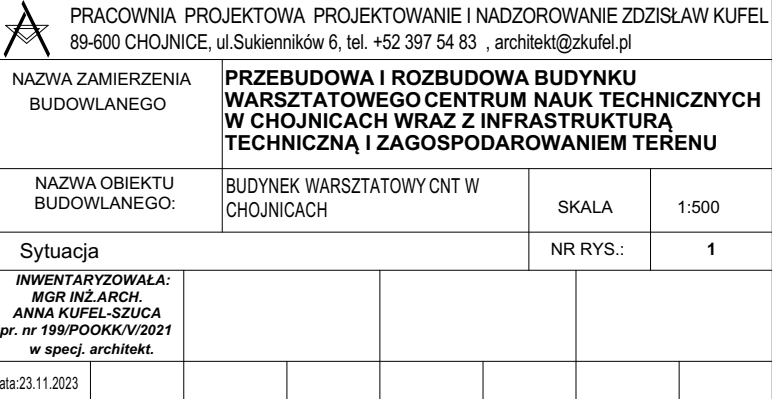 PRACOWNIA PROJEKTOWA PROJEKTOWANIE I NADZOROWANIE ZDZISŁAW KUFEL
89-600 CHOJNICE, ul.Sukienników 6, tel. +52 397 54 83 , architekt@zkufel.pl
NAZWA ZAMIERZENIA
BUDOWLANEGO
PRZEBUDOWA I ROZBUDOWA BUDYNKU
WARSZTATOWEGO CENTRUM NAUK TECHNICZNYCH
W CHOJNICACH WRAZ Z INFRASTRUKTURĄ
TECHNICZNĄ I ZAGOSPODAROWANIEM TERENU
NAZWA OBIEKTU
BUDOWLANEGO:
BUDYNEK WARSZTATOWY CNT W
CHOJNICACH
SKALA 1:500
Sytuacja
NR RYS.: 1
INWENTARYZOWAŁA:
MGR INŻ.ARCH.
ANNA KUFEL-SZUCA
pr. nr 199/POOKK/V/2021
w specj. architekt.
ata:23.11.2023